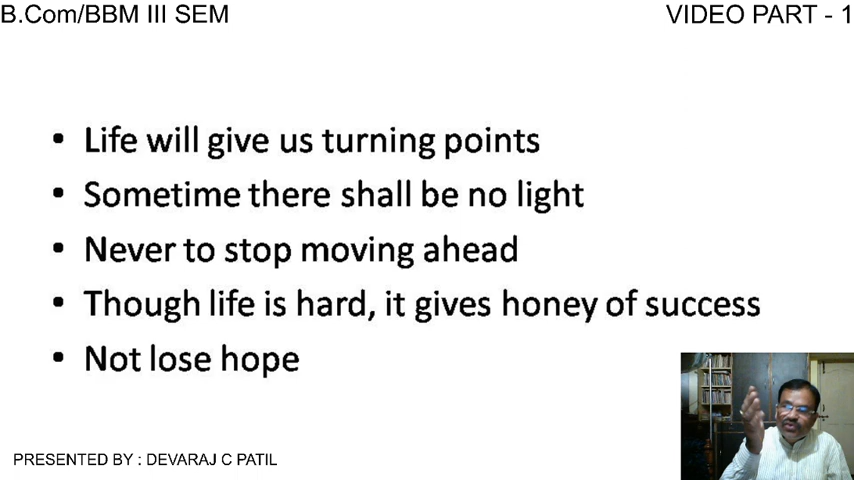 B.Com/BBM III SEM
VIDEO PART - 1
• Life will give us turning points
• Sometime there shall be no light
• Never to stop moving ahead
• Though life is hard, it gives honey of success
• Not lose hope
PRESENTED BY : DEVARAJ C PATIL